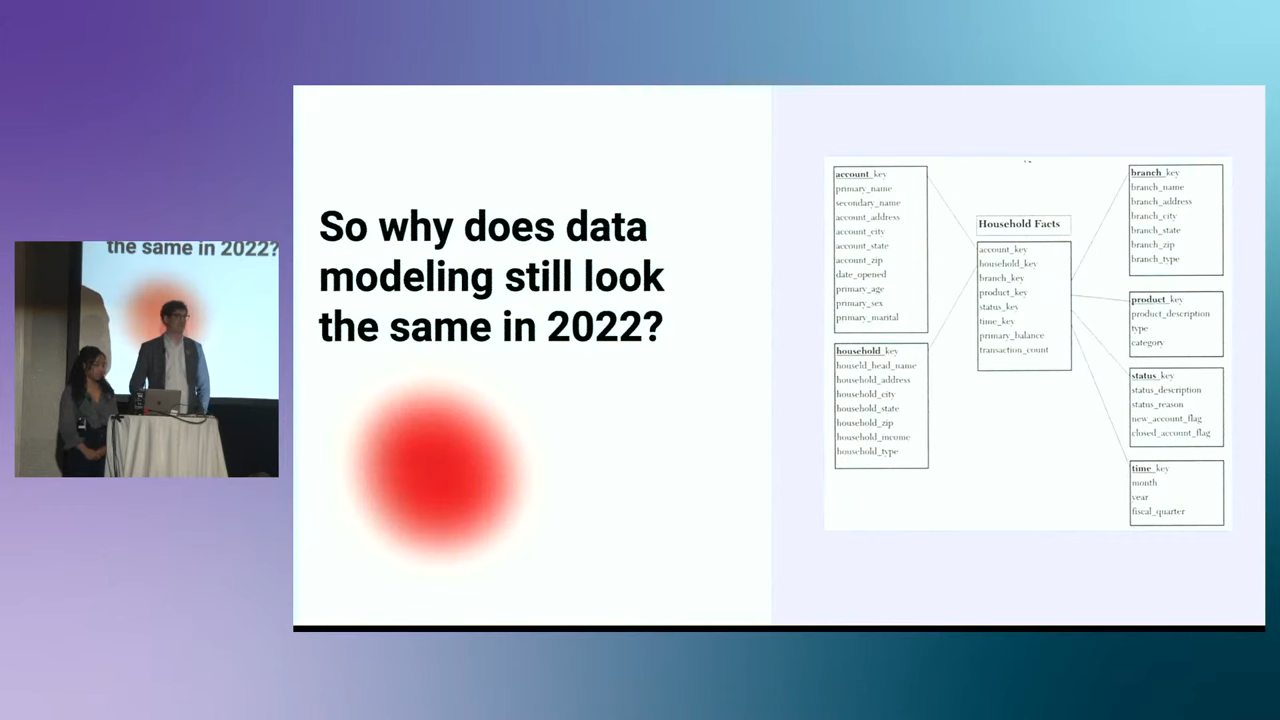 the same in 2022?
So why does data
modeling still look
the same in 2022?
account_key
primary_name
secondary_name
account_address
account_city
account_state
account_zip
date_opened
primary_age
primary_sex
primary_marital
household_key
househld_head_name
household_address
household_city
household_state
household_zip
household_income
household_type
Household Facts
account_key
household_key
branch_key
product_key
status_key
time_key
primary_balance
transaction_count
branch_key
branch_name
branch_address
branch_city
branch_state
branch_zip
branch_type
product_key
product_description
type
category
status_key
status_description
status_reason
new_account_flag
closed_account_flag
time_key
month
year
fiscal_quarter